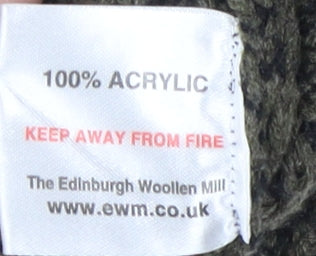 100% ACRYLIC
KEEP AWAY FROM FIRE
The Edinburgh Woollen Mill
www.ewm.co.uk